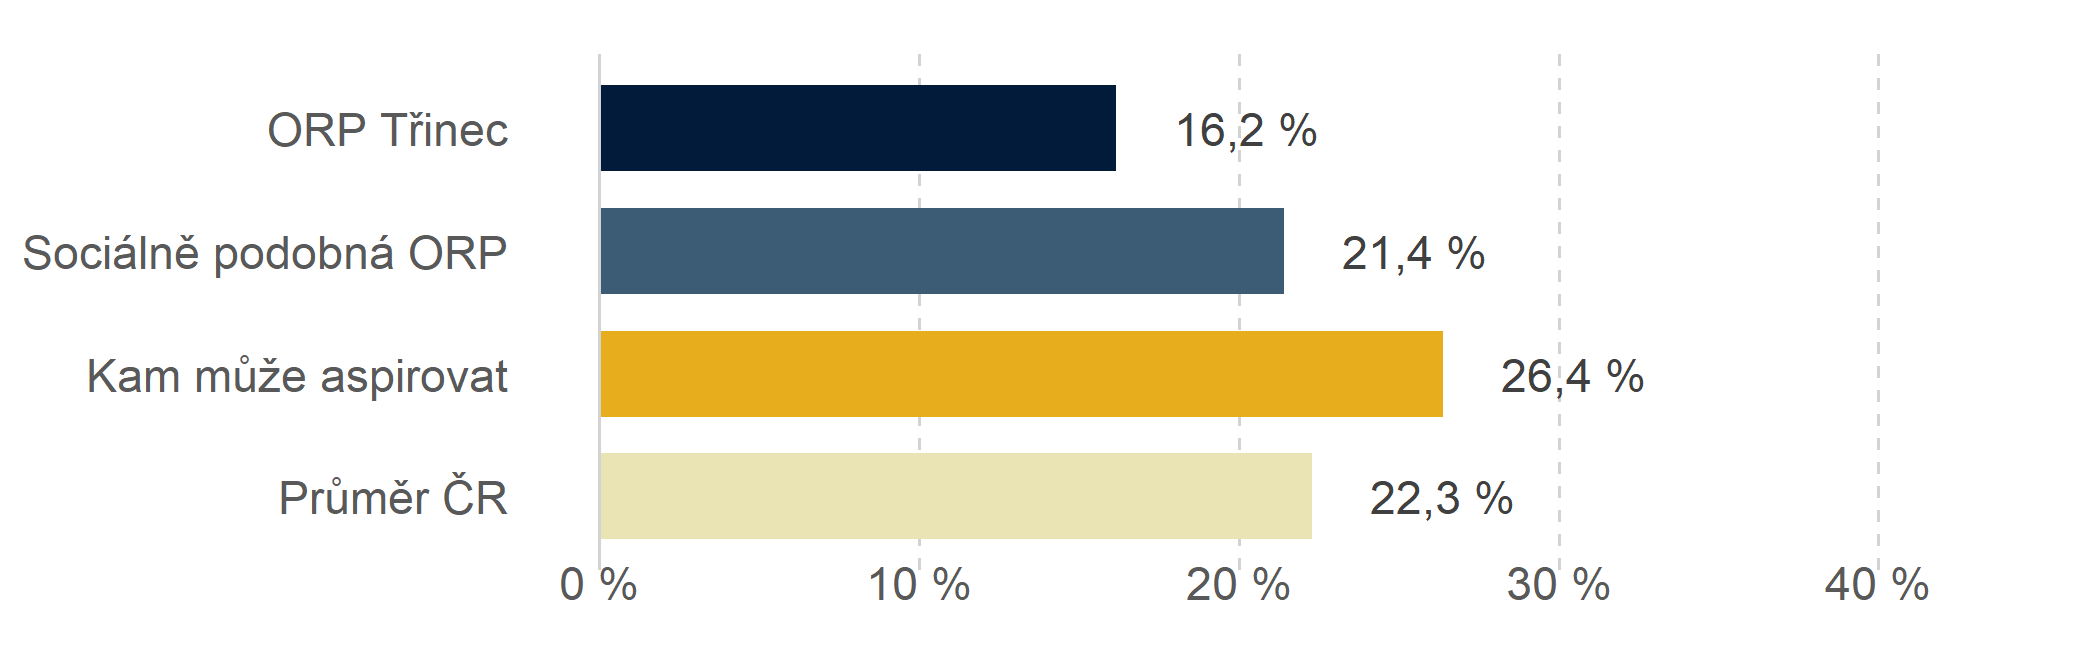 ORP Třinec 16,2 %
Sociálně podobná ORP 21,4 %
Kam může aspirovat 26,4 %
Průměr ČR 22,3 %
0 % 10 % 20 % 30 % 40 %